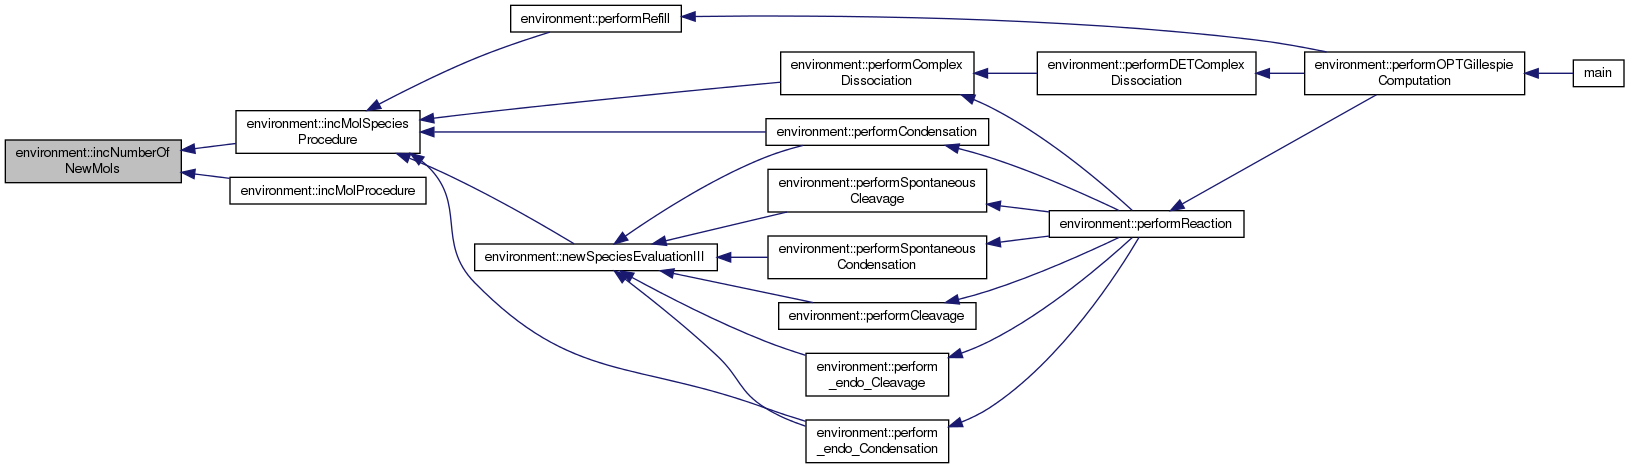 environment::performRefill
environment::performComplex
Dissociation
environment::performDETComplex
Dissociation
environment::performOPTGillespie
Computation
main
environment::incMolSpecies
Procedure
environment::performCondensation
environment::incNumberOf
NewMols
environment::incMolProcedure
environment::performSpontaneous
Cleavage
environment::performReaction
environment::newSpeciesEvaluationIII
environment::performSpontaneous
Condensation
environment::performCleavage
environment::perform
_endo_Cleavage
environment::perform
_endo_Condensation